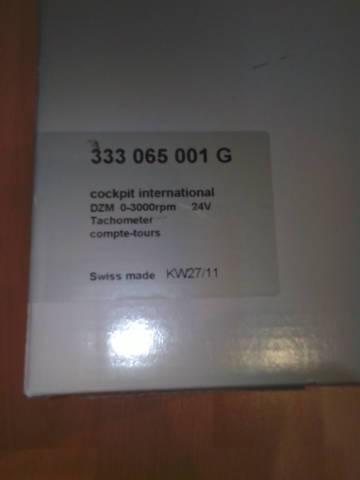 333 065 001 G
cockpit international
DZM 0-3000rpm 24V
Tachometer
compte-tours
Swiss made KW27/11